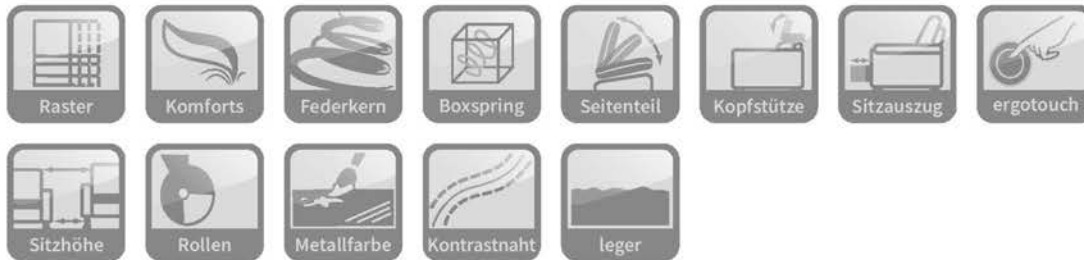 Raster
Komforts
Federkern
Boxspring
Seitenteil
Kopfstütze
Sitzauszug
ergotouch
Sitzhöhe
Rollen
Metallfarbe
Kontrastnaht
leger